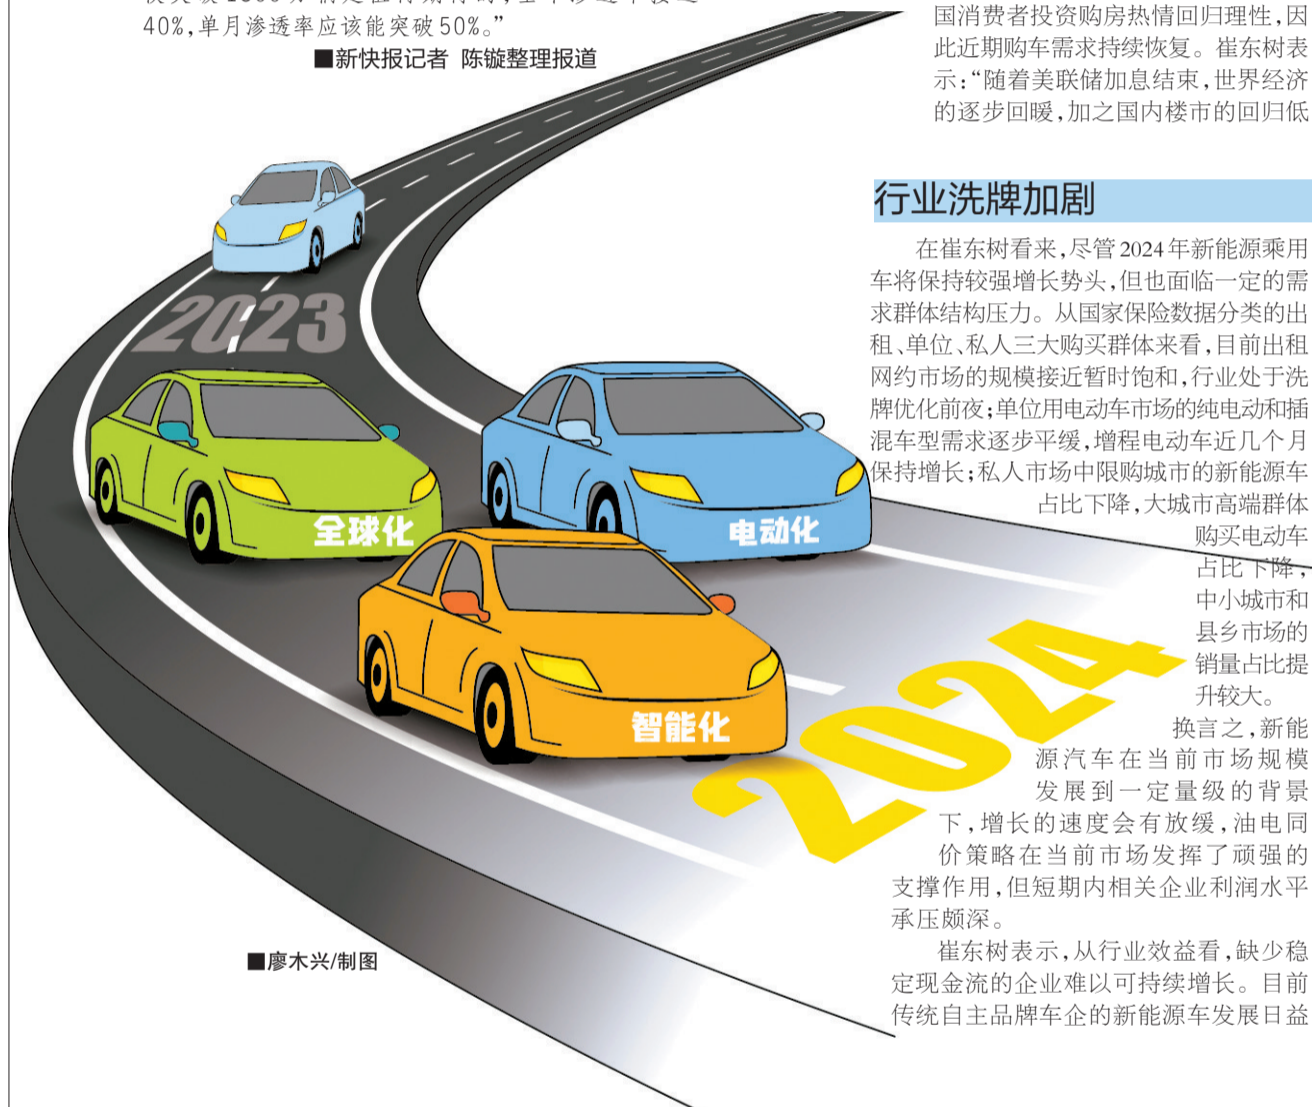 40%,单月渗透率应该能突破50%。”
■新快报记者 陈镟整理报道
2023
全球化
电动化
智能化
2024
■廖木兴/制图
国消费者投资购房热情回归理性,因
此近期购车需求持续恢复。崔东树表
示:“随着美联储加息结束,世界经济
的逐步回暖,加之国内楼市的回归低
行业洗牌加剧
在崔东树看来,尽管2024年新能源乘用
车将保持较强增长势头,但也面临一定的需
求群体结构压力。从国家保险数据分类的出
租、单位、私人三大购买群体来看,目前出租
网约市场的规模接近暂时饱和,行业处于洗
牌优化前夜;单位用电动车市场的纯电动和插
混车型需求逐步平缓,增程电动车近几个月
保持增长;私人市场中限购城市的新能源车
占比下降,大城市高端群体
购买电动车
占比下降,
中小城市和
县乡市场的
销量占比提
升较大。
换言之,新能
源汽车在当前市场规模
发展到一定量级的背景
下,增长的速度会有放缓,油电同
价策略在当前市场发挥了顽强的
支撑作用,但短期内相关企业利润水平
承压颇深。
崔东树表示,从行业效益看,缺少稳
定现金流的企业难以可持续增长。目前
传统自主品牌车企的新能源车发展日益